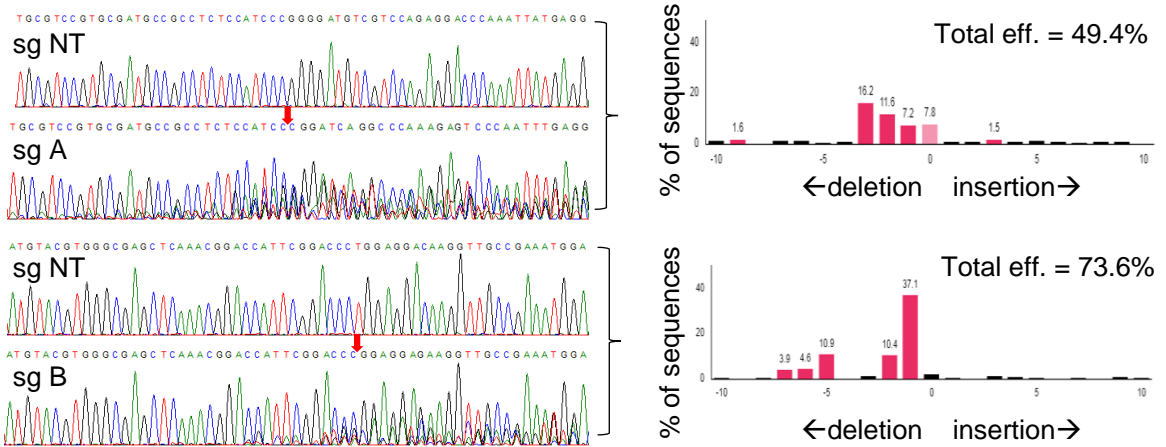 TGCGTCCGTGCGATGCCGCCTCTCCATCCCGGGGATGTCGTCCAGAGGACCCAAATTATGAGG
sg NT
TGCGTCCGTGCGATGCCGCCTCTCCATCCCGGATCAGGCCCAAAGAGTCCCAATTTGAGG
sg A
ATGTACGTGGGCGAGCTCAAACGGACCATTCGGACCCTGGAGGACAAGGTTGCCGAAATGGA
sg NT
ATGTACGTGGGCGAGCTCAAACGGACCATTCGGACCCGGAGGAGAAGGTTGCCGAAATGGA
sg B
Total eff. = 49.4%
% of sequences
40
20
0
1.6
16.2
11.6
7.2
7.8
1.5
-10
-5
0
5
10
←deletion insertion→
Total eff. = 73.6%
% of sequences
40
20
0
3.9
4.6
10.9
10.4
37.1
-10
-5
0
5
10
←deletion insertion→